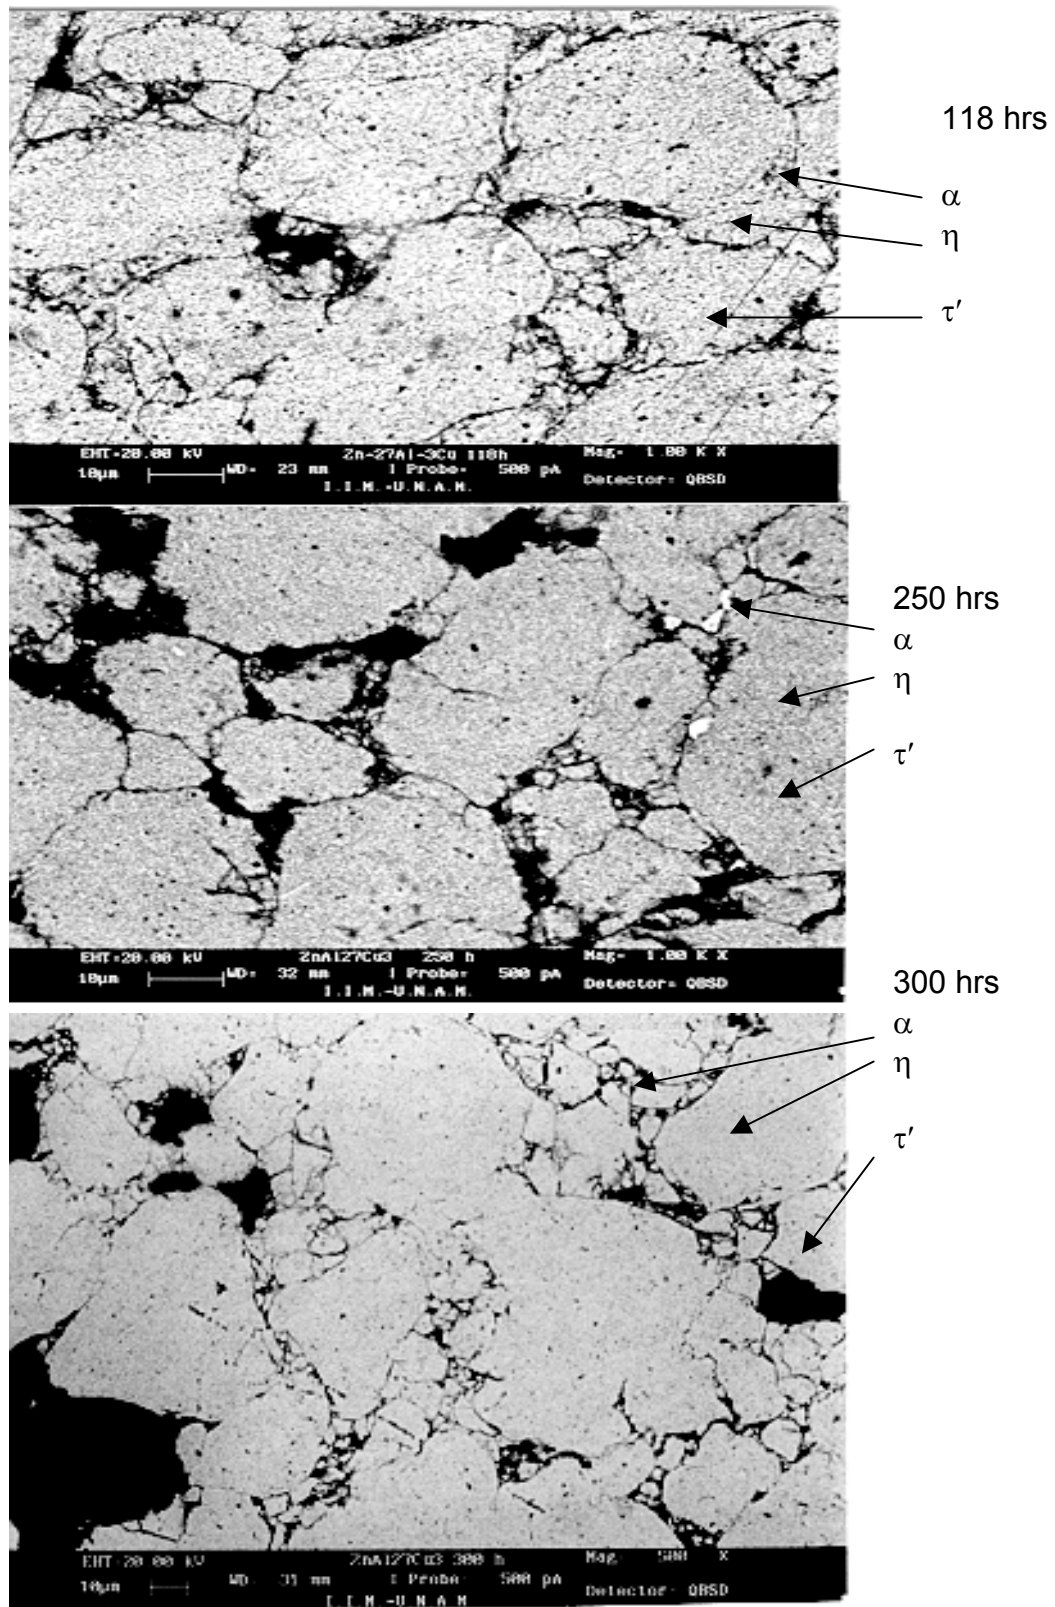 118 hrs
α
η
τ′
EHT=20.00 kV Zn-27Al-3Cu 118h Mag= 1.00 K X
10µm WD= 23 mm I Probe= 500 pA Detector= QBSD
I.I.M.-U.N.A.M.
250 hrs
α
η
τ′
EHT=20.00 kV ZnAl27Cu3 250 h Mag= 1.00 K X
10µm WD= 32 mm I Probe= 500 pA Detector= QBSD
I.I.M.-U.N.A.M.
300 hrs
α
η
τ′
EHT=20.00 kV ZnAl27Cu3 300 h Mag= 500 X
10µm WD= 31 mm I Probe= 500 pA Detector= QBSD
I.I.M.-U.N.A.M